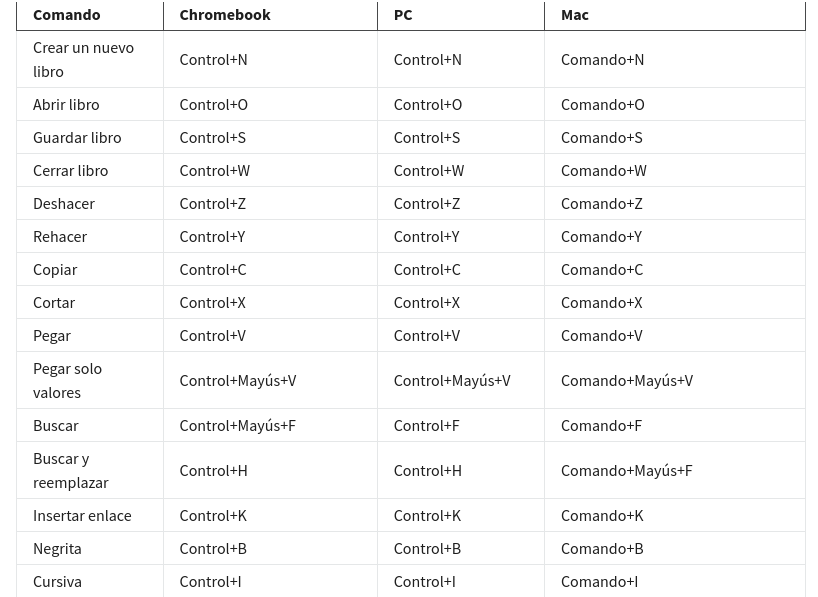 Comando Chromebook PC Mac
Crear un nuevo
libro Control+N Control+N Comando+N
Abrir libro Control+O Control+O Comando+O
Guardar libro Control+S Control+S Comando+S
Cerrar libro Control+W Control+W Comando+W
Deshacer Control+Z Control+Z Comando+Z
Rehacer Control+Y Control+Y Comando+Y
Copiar Control+C Control+C Comando+C
Cortar Control+X Control+X Comando+X
Pegar Control+V Control+V Comando+V
Pegar solo
valores Control+Mayús+V Control+Mayús+V Comando+Mayús+V
Buscar Control+Mayús+F Control+F Comando+F
Buscar y
reemplazar Control+H Control+H Comando+Mayús+F
Insertar enlace Control+K Control+K Comando+K
Negrita Control+B Control+B Comando+B
Cursiva Control+I Control+I Comando+I